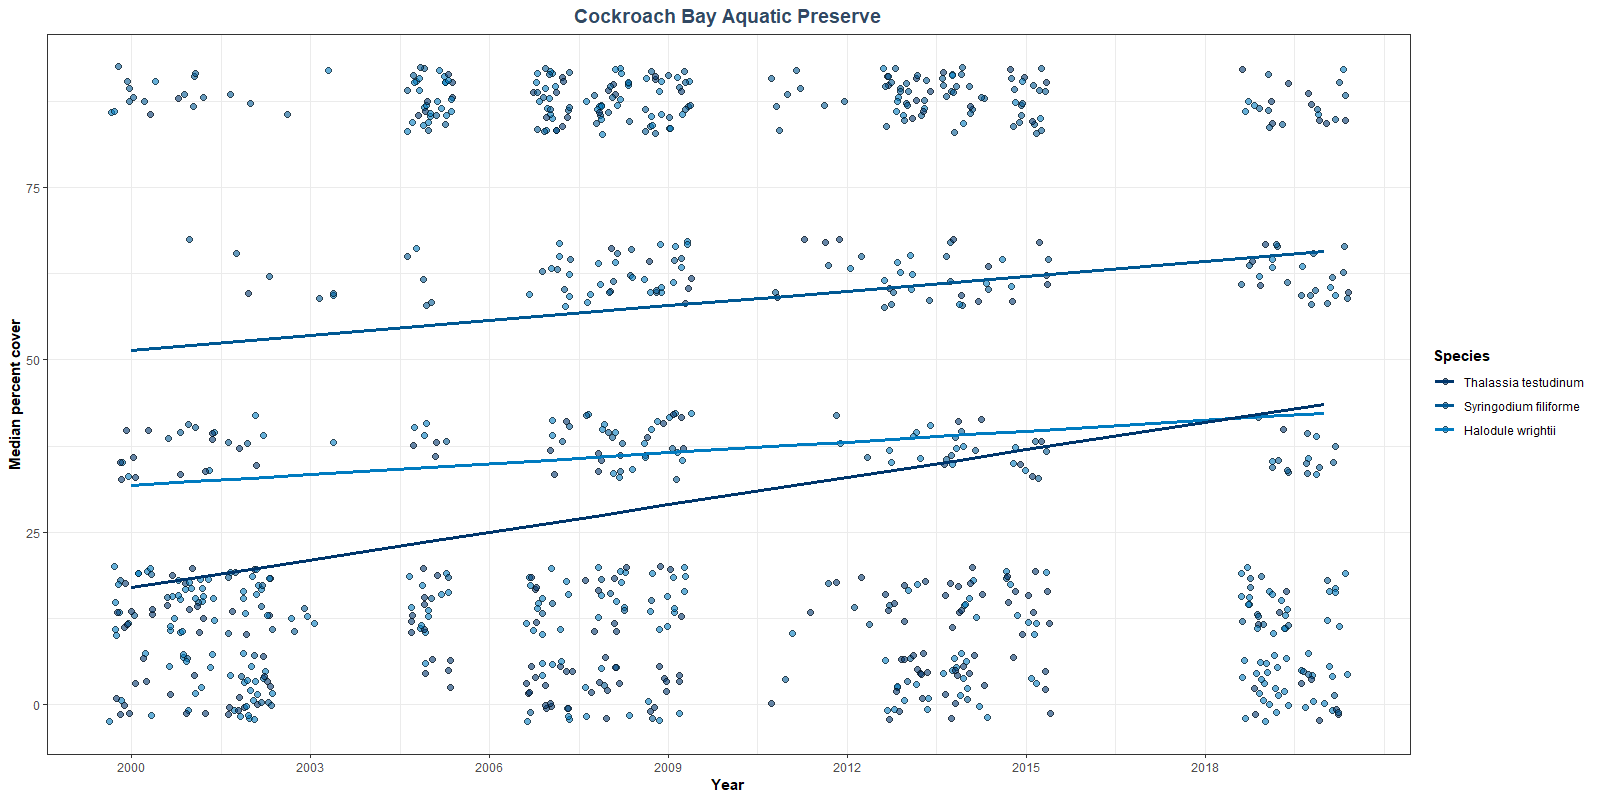 Cockroach Bay Aquatic Preserve
Median percent cover
75
50
25
0
2000
2003
2006
2009
2012
2015
2018
Year
Species
Thalassia testudinum
Syringodium filiforme
Halodule wrightii